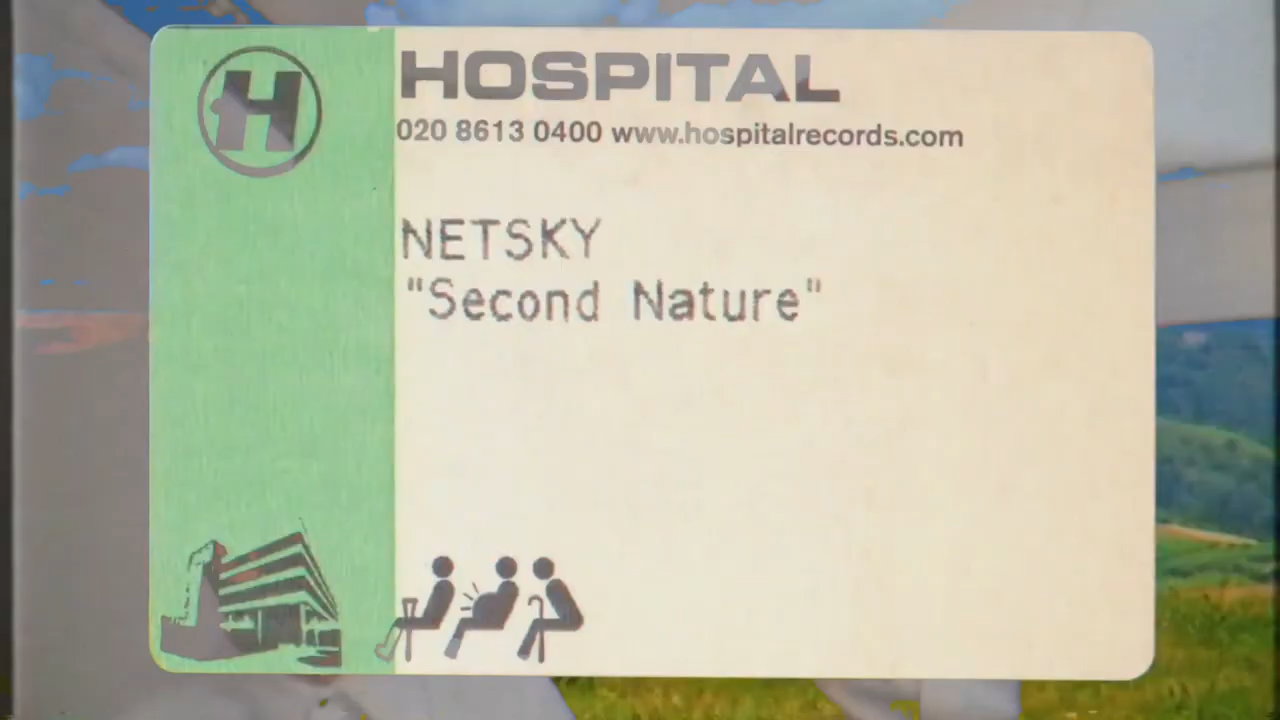 H
HOSPITAL
020 8613 0400 www.hospitalrecords.com
NETSKY
"Second Nature"